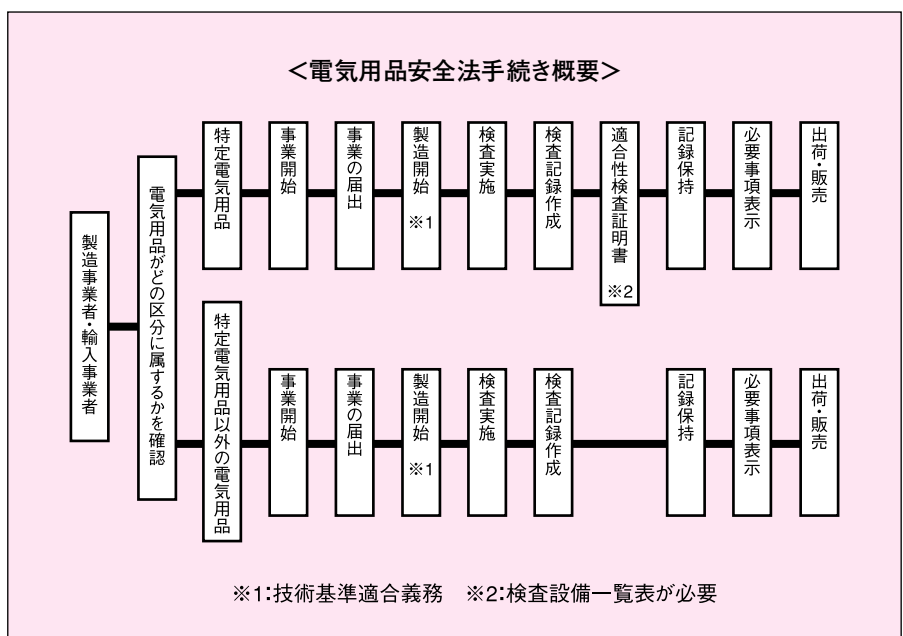 ＜電気用品安全法手続き概要＞
製造事業者・輸入事業者
電気用品がどの区分に属するかを確認
特定電気用品
事業開始
事業の届出
製造開始 ※1
検査実施
検査記録作成
適合性検査証明書 ※2
記録保持
必要事項表示
出荷・販売
特定電気用品以外の電気用品
事業開始
事業の届出
製造開始 ※1
検査実施
検査記録作成
記録保持
必要事項表示
出荷・販売
※1:技術基準適合義務 ※2:検査設備一覧表が必要